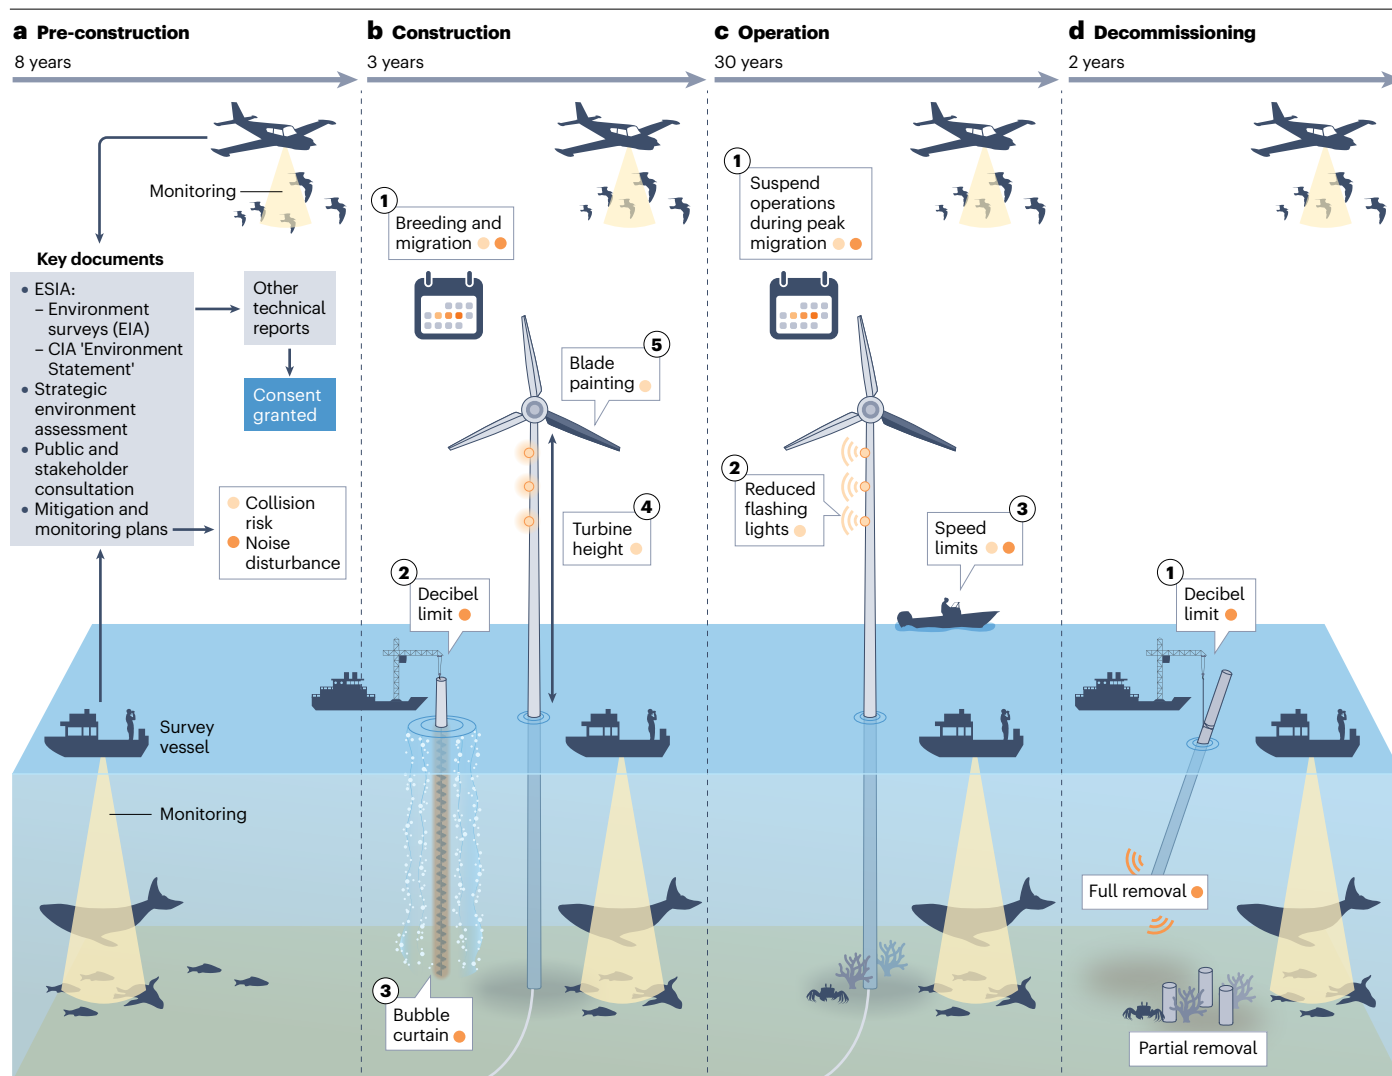 a Pre-construction
8 years
Monitoring
Key documents
• ESIA:
– Environment
surveys (EIA)
– CIA 'Environment
Statement'
• Strategic
environment
assessment
• Public and
stakeholder
consultation
• Mitigation and
monitoring plans
Other
technical
reports
Consent
granted
Collision
risk
Noise
disturbance
Survey
vessel
Monitoring
b Construction
3 years
1
Breeding and
migration
5
Blade
painting
4
Turbine
height
2
Decibel
limit
3
Bubble
curtain
c Operation
30 years
1
Suspend
operations
during peak
migration
2
Reduced
flashing
lights
3
Speed
limits
d Decommissioning
2 years
1
Decibel
limit
Full removal
Partial removal